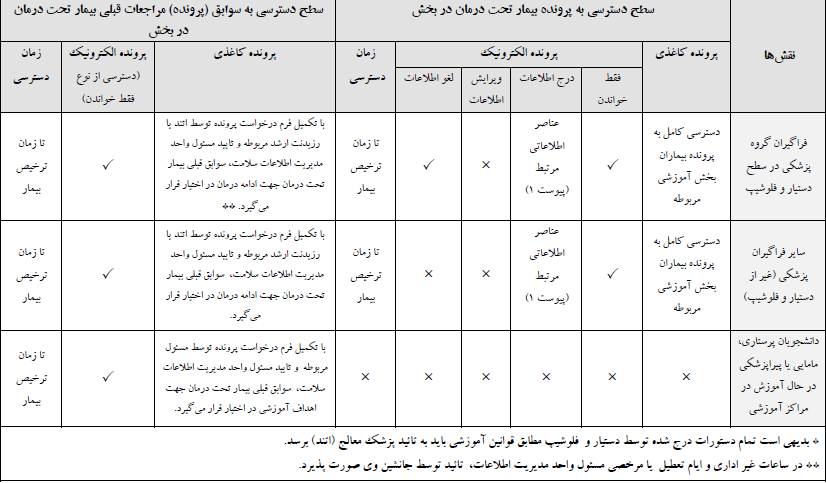 نقش‌ها
سطح دسترسی به پرونده بیمار تحت درمان در بخش
سطح دسترسی به سوابق (پرونده) مراجعات قبلی بیمار تحت درمان
در بخش
پرونده کاغذی
پرونده الکترونیک
زمان
دسترسی
پرونده کاغذی
پرونده الکترونیک
(دسترسی از نوع
فقط خواندن)
زمان
دسترسی
فقط
خواندن
درج اطلاعات
ویرایش
اطلاعات
لغو اطلاعات
فراگیران گروه
پزشکی در سطح
دستیار و فلوشیپ
دسترسی کامل به
پرونده بیماران
بخش آموزشی
مربوطه
✓
عناصر
اطلاعاتی
مرتبط
(پیوست ۱)
×
✓
تا زمان
ترخیص
بیمار
با تکمیل فرم درخواست پرونده توسط اتند یا
رزیدنت ارشد مربوطه و تایید مسئول واحد
مدیریت اطلاعات سلامت، سوابق قبلی بیمار
تحت درمان جهت ادامه درمان در اختیار قرار
می‌گیرد. **
✓
تا زمان
ترخیص
بیمار
سایر فراگیران
پزشکی (غیر از
دستیار و فلوشیپ)
دسترسی کامل به
پرونده بیماران
بخش آموزشی
مربوطه
✓
عناصر
اطلاعاتی
مرتبط
(پیوست ۱)
×
×
تا زمان
ترخیص
بیمار
با تکمیل فرم درخواست پرونده توسط اتند یا
رزیدنت ارشد مربوطه و تایید مسئول واحد
مدیریت اطلاعات سلامت، سوابق قبلی بیمار
تحت درمان جهت ادامه درمان در اختیار قرار
می‌گیرد.
✓
تا زمان
ترخیص
بیمار
دانشجویان پرستاری،
مامایی یا پیراپزشکی
در حال آموزش در
مراکز آموزشی
×
×
×
×
×
×
با تکمیل فرم درخواست پرونده توسط مسئول
مربوطه و تایید مسئول واحد مدیریت اطلاعات
سلامت، سوابق قبلی بیمار تحت درمان جهت
اهداف آموزشی در اختیار قرار می‌گیرد.
✓
تا زمان
ترخیص
بیمار
* بدیهی است تمام دستورات درج شده توسط دستیار و فلوشیپ مطابق قوانین آموزشی باید به تائید پزشک معالج (اتند) برسد.
** در ساعات غیر اداری و ایام تعطیل یا مرخصی مسئول واحد مدیریت اطلاعات، تائید توسط جانشین وی صورت پذیرد.